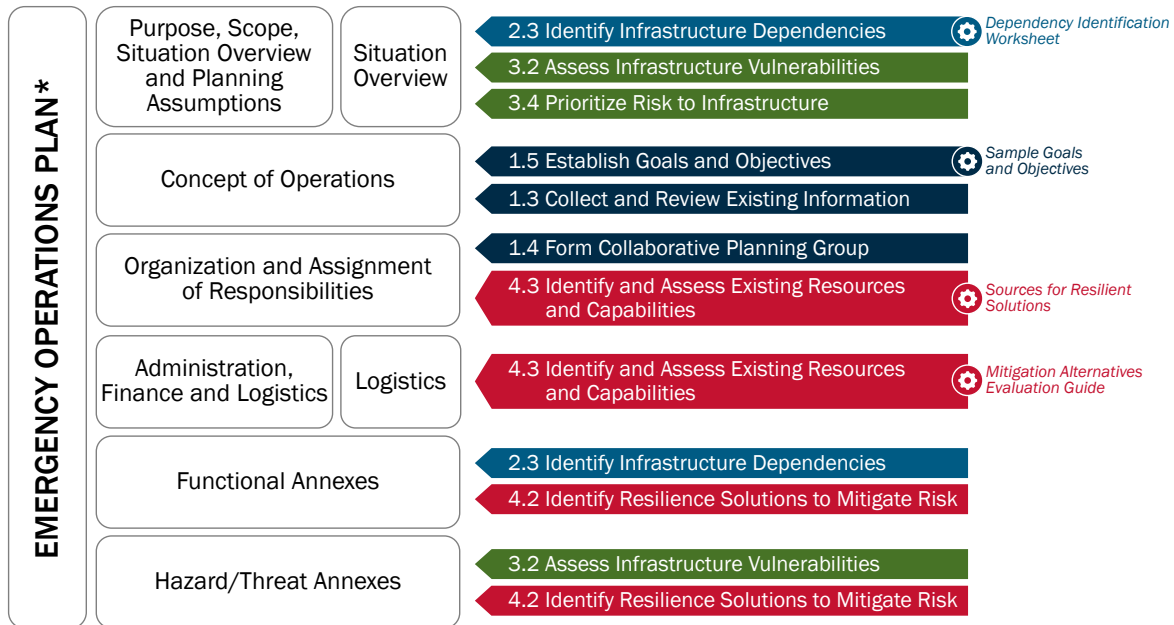 EMERGENCY OPERATIONS PLAN*
Purpose, Scope,
Situation Overview
and Planning
Assumptions
Situation
Overview
2.3 Identify Infrastructure Dependencies
Dependency Identification
Worksheet
3.2 Assess Infrastructure Vulnerabilities
3.4 Prioritize Risk to Infrastructure
Concept of Operations
1.5 Establish Goals and Objectives
Sample Goals
and Objectives
1.3 Collect and Review Existing Information
Organization and Assignment
of Responsibilities
1.4 Form Collaborative Planning Group
4.3 Identify and Assess Existing Resources
and Capabilities
Sources for Resilient
Solutions
Administration,
Finance and Logistics
Logistics
4.3 Identify and Assess Existing Resources
and Capabilities
Mitigation Alternatives
Evaluation Guide
Functional Annexes
2.3 Identify Infrastructure Dependencies
4.2 Identify Resilience Solutions to Mitigate Risk
Hazard/Threat Annexes
3.2 Assess Infrastructure Vulnerabilities
4.2 Identify Resilience Solutions to Mitigate Risk